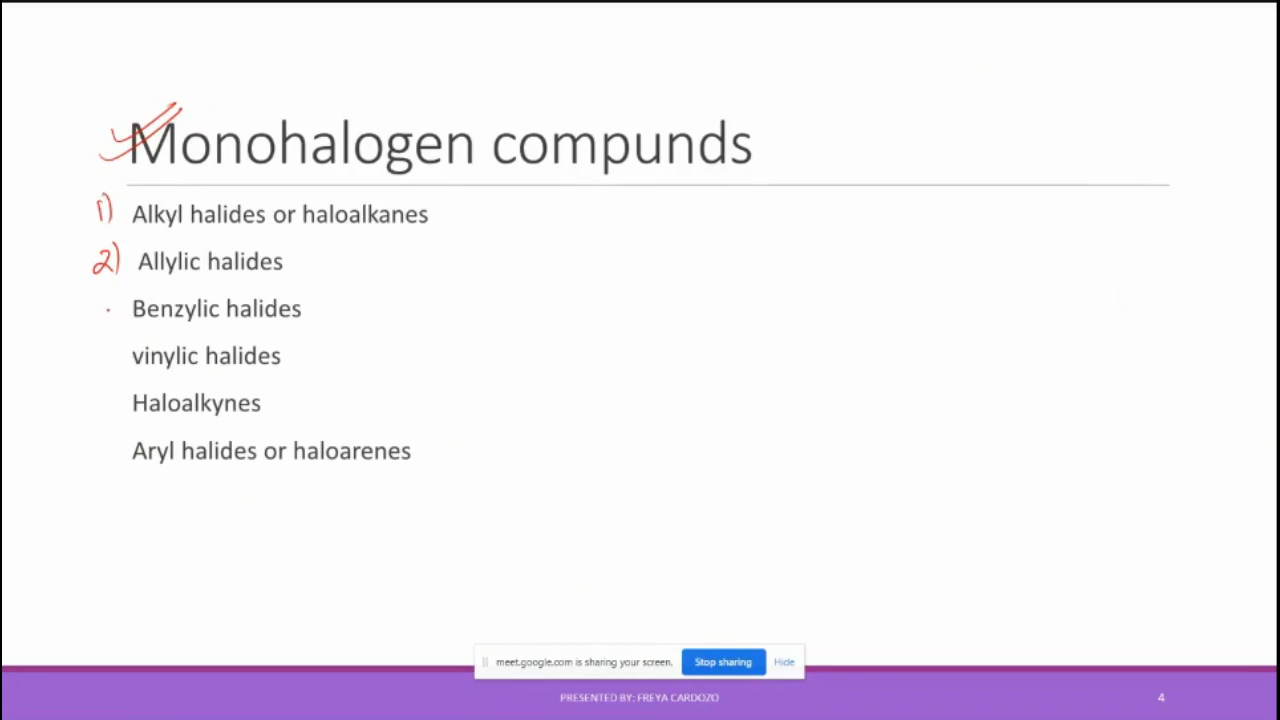 Monohalogen compunds
1) Alkyl halides or haloalkanes
2) Allylic halides
Benzylic halides
vinylic halides
Haloalkynes
Aryl halides or haloarenes
meet.google.com is sharing your screen. Stop sharing Hide
PRESENTED BY: FREYA CARDOZO 4